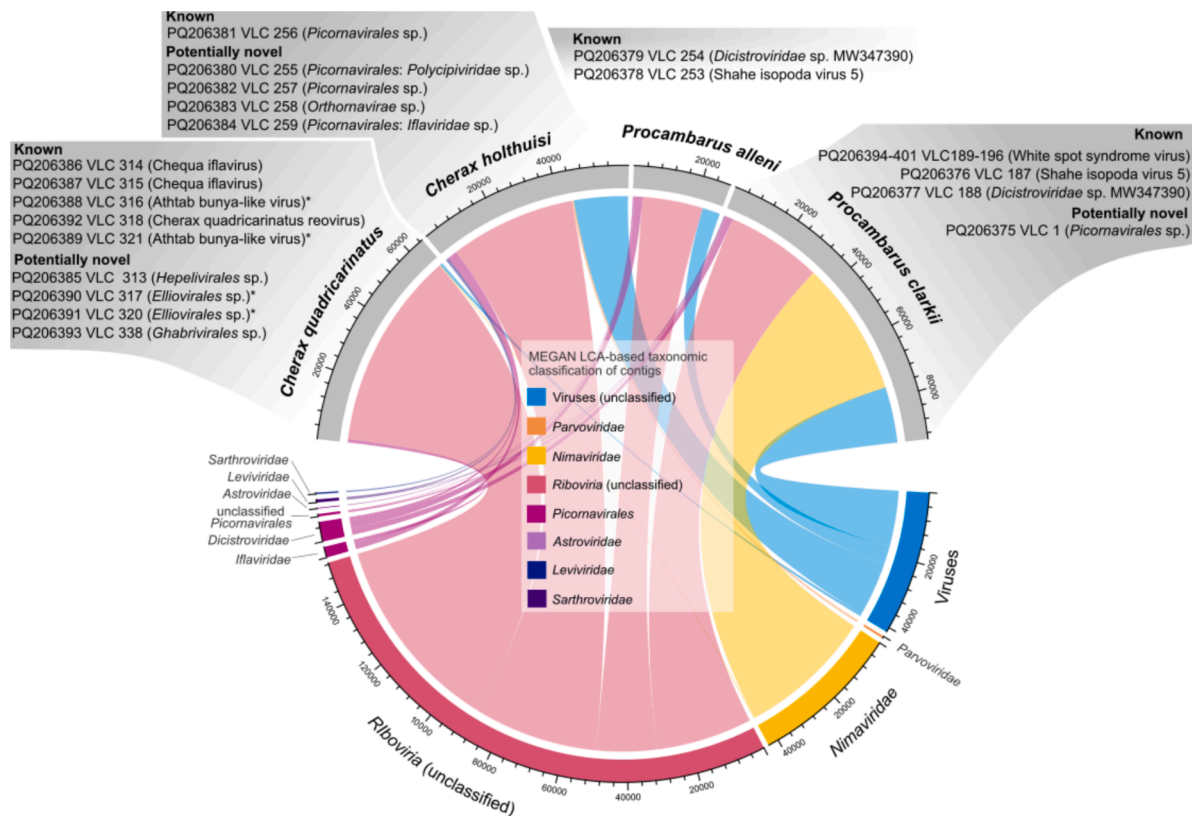 Known
PQ206381 VLC 256 (Picornavirales sp.)
Potentially novel
PQ206380 VLC 255 (Picornavirales: Polycipiviridae sp.)
PQ206382 VLC 257 (Picornavirales sp.)
PQ206383 VLC 258 (Orthornavirae sp.)
PQ206384 VLC 259 (Picornavirales: Iflaviridae sp.)
Known
PQ206379 VLC 254 (Dicistroviridae sp. MW347390)
PQ206378 VLC 253 (Shahe isopoda virus 5)
Known
PQ206386 VLC 314 (Chequa iflavirus)
PQ206387 VLC 315 (Chequa iflavirus)
PQ206388 VLC 316 (Athtab bunya-like virus)*
PQ206392 VLC 318 (Cherax quadricarinatus reovirus)
PQ206389 VLC 321 (Athtab bunya-like virus)*
Potentially novel
PQ206385 VLC 313 (Hepelivirales sp.)
PQ206390 VLC 317 (Elliovirales sp.)*
PQ206391 VLC 320 (Elliovirales sp.)*
PQ206393 VLC 338 (Ghabrivirales sp.)
Known
PQ206394-401 VLC189-196 (White spot syndrome virus)
PQ206376 VLC 187 (Shahe isopoda virus 5)
PQ206377 VLC 188 (Dicistroviridae sp. MW347390)
Potentially novel
PQ206375 VLC 1 (Picornavirales sp.)
Cherax quadricarinatus
20000
40000
60000
Cherax holthuisi
20000
40000
Procambarus alleni
20000
Procambarus clarkii
20000
40000
60000
80000
MEGAN LCA-based taxonomic
classification of contigs
Viruses (unclassified)
Parvoviridae
Nimaviridae
Riboviria (unclassified)
Picornavirales
Astroviridae
Leviviridae
Sarthroviridae
Sarthroviridae
Leviviridae
Astroviridae
unclassified
Picornavirales
Dicistroviridae
Iflaviridae
140000
120000
10000
80000
60000
40000
20000
RIboviria (unclassified)
40000
20000
Nimaviridae
Parvoviridae
40000
20000
Viruses